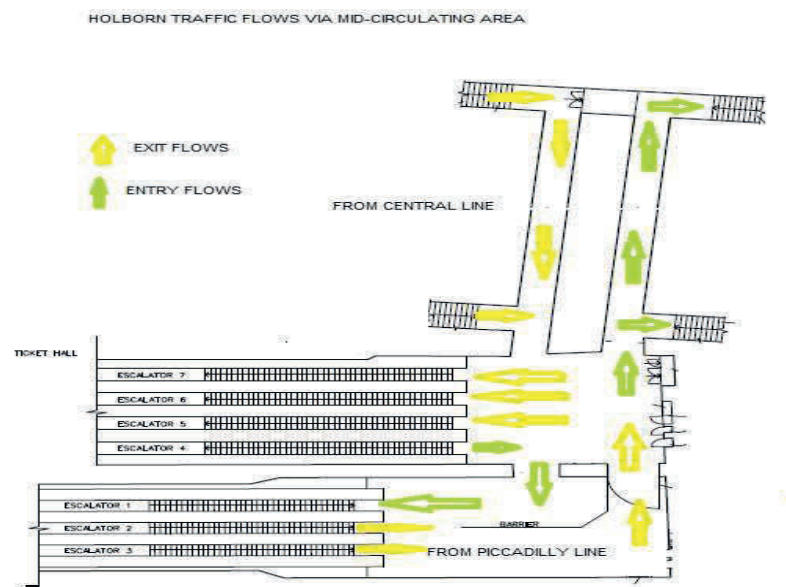 HOLBORN TRAFFIC FLOWS VIA MID-CIRCULATING AREA
EXIT FLOWS
ENTRY FLOWS
FROM CENTRAL LINE
TICKET HALL
ESCALATOR 7
ESCALATOR 6
ESCALATOR 5
ESCALATOR 4
ESCALATOR 1
ESCALATOR 2
BARRIER
ESCALATOR 3
FROM PICCADILLY LINE